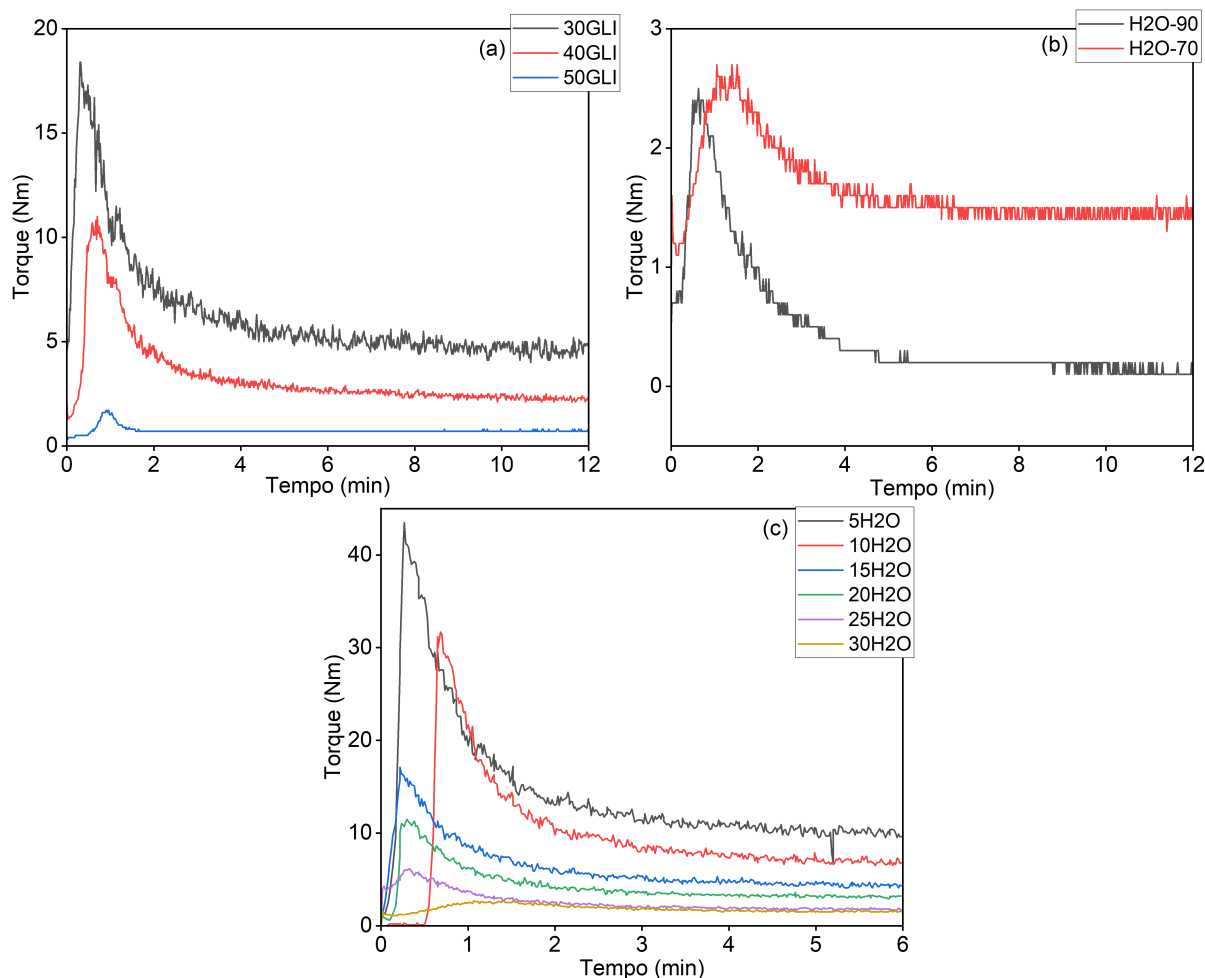 (a)
30GLI
40GLI
50GLI
Torque (Nm)
20
15
10
5
0
0 2 4 6 8 10 12
Tempo (min)
(b)
H2O-90
H2O-70
Torque (Nm)
3
2
1
0
0 2 4 6 8 10 12
Tempo (min)
(c)
5H2O
10H2O
15H2O
20H2O
25H2O
30H2O
Torque (Nm)
40
30
20
10
0
0 1 2 3 4 5 6
Tempo (min)